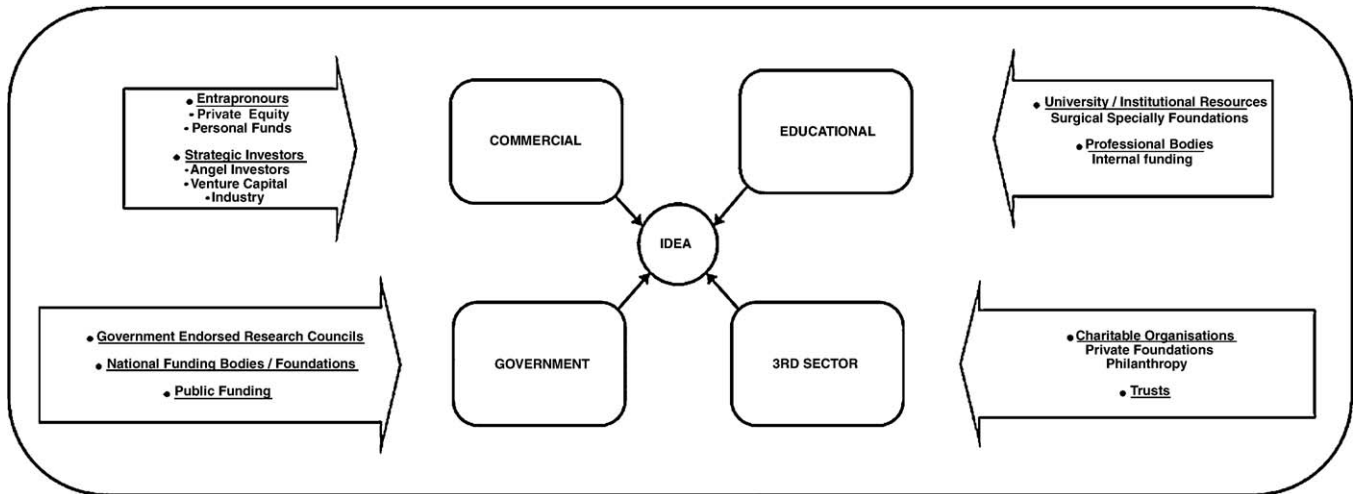 • Entrapronours
• Private Equity
• Personal Funds
• Strategic Investors
• Angel Investors
• Venture Capital
• Industry
COMMERCIAL
EDUCATIONAL
• University / Institutional Resources
Surgical Specially Foundations
• Professional Bodies
Internal funding
IDEA
• Government Endorsed Research Councils
• National Funding Bodies / Foundations
• Public Funding
GOVERNMENT
3RD SECTOR
• Charitable Organisations
Private Foundations
Philanthropy
• Trusts